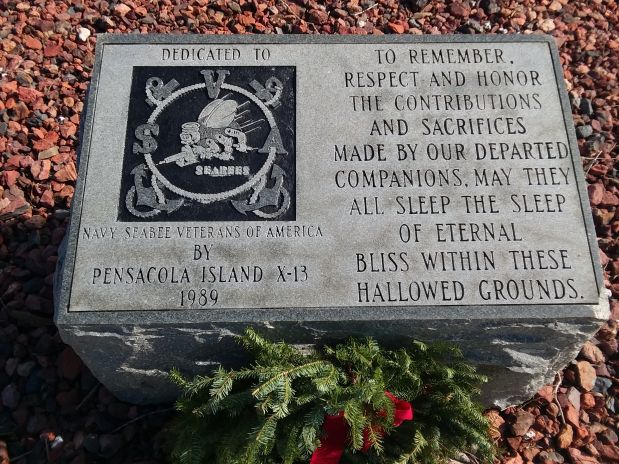 DEDICATED TO
V
S A
SEABEES
NAVY SEABEE VETERANS OF AMERICA
BY
PENSACOLA ISLAND X-13
1989
TO REMEMBER,
RESPECT AND HONOR
THE CONTRIBUTIONS
AND SACRIFICES
MADE BY OUR DEPARTED
COMPANIONS, MAY THEY
ALL SLEEP THE SLEEP
OF ETERNAL
BLISS WITHIN THESE
HALLOWED GROUNDS.